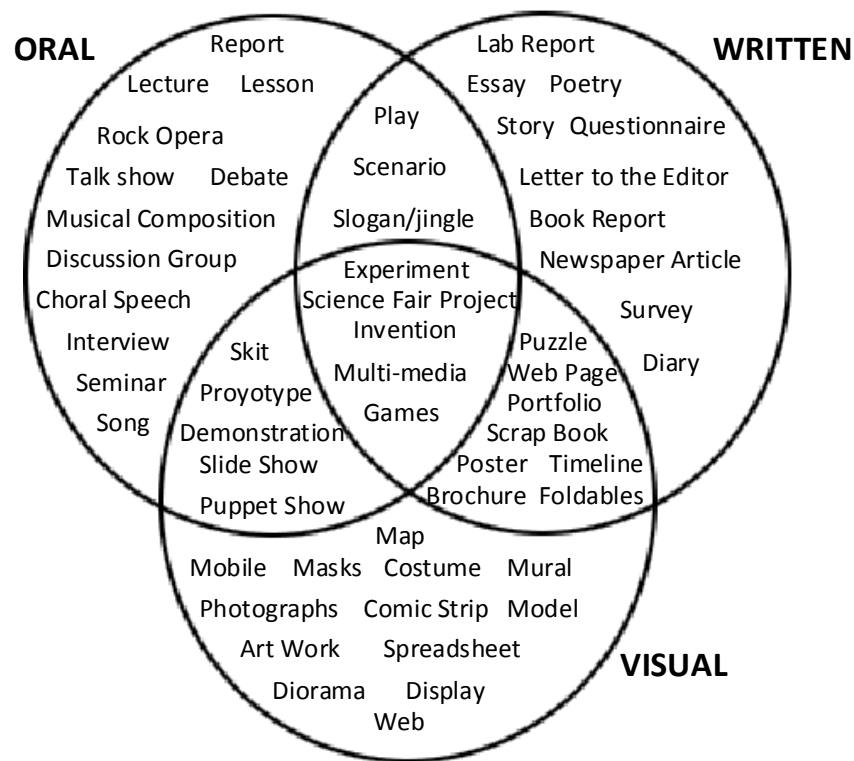 ORAL
Report
Lecture Lesson
Rock Opera
Talk show Debate
Musical Composition
Discussion Group
Choral Speech
Interview
Seminar
Song
Play
Scenario
Slogan/jingle
WRITTEN
Lab Report
Essay Poetry
Story Questionnaire
Letter to the Editor
Book Report
Newspaper Article
Survey
Diary
Experiment
Science Fair Project
Invention
Multi-media
Games
Skit
Proyotype
Demonstration
Slide Show
Puppet Show
Puzzle
Web Page
Portfolio
Scrap Book
Poster Timeline
Brochure Foldables
Map
Mobile Masks Costume Mural
Photographs Comic Strip Model
Art Work Spreadsheet
Diorama Display
Web
VISUAL